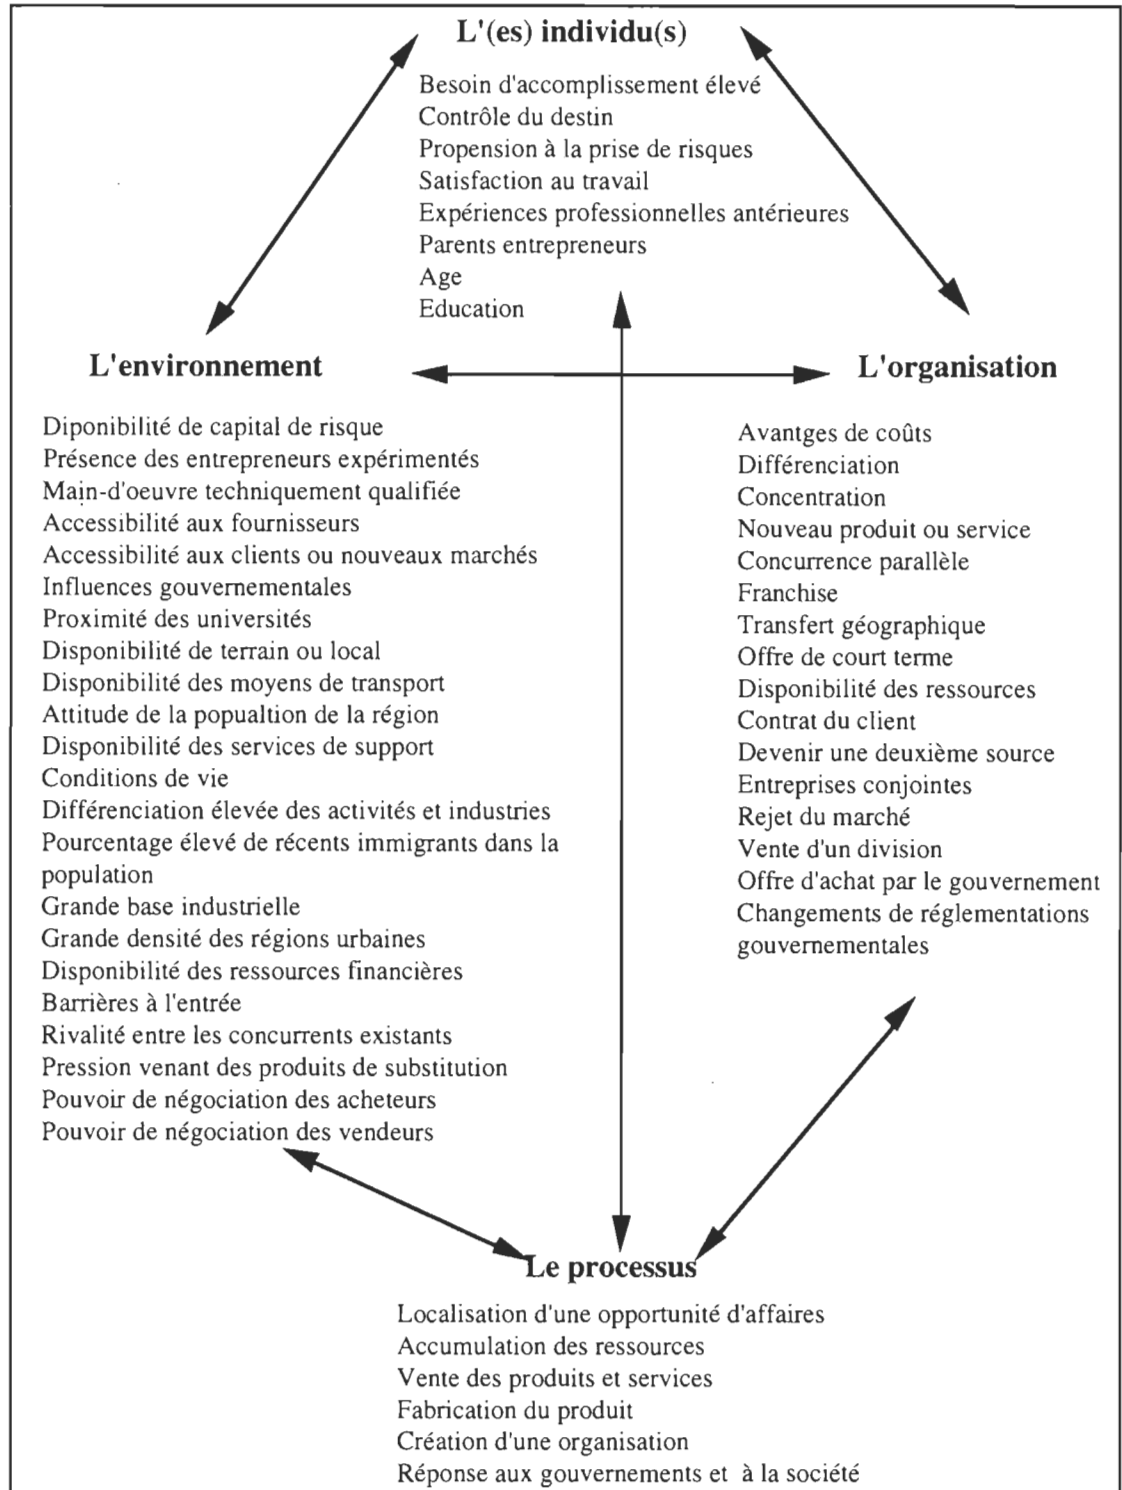 L'(es) individu(s)
Besoin d'accomplissement élevé
Contrôle du destin
Propension à la prise de risques
Satisfaction au travail
Expériences professionnelles antérieures
Parents entrepreneurs
Age
Education
L'environnement
Diponibilité de capital de risque
Présence des entrepreneurs expérimentés
Main-d'oeuvre techniquement qualifiée
Accessibilité aux fournisseurs
Accessibilité aux clients ou nouveaux marchés
Influences gouvernementales
Proximité des universités
Disponibilité de terrain ou local
Disponibilité des moyens de transport
Attitude de la popualtion de la région
Disponibilité des services de support
Conditions de vie
Différenciation élevée des activités et industries
Pourcentage élevé de récents immigrants dans la
population
Grande base industrielle
Grande densité des régions urbaines
Disponibilité des ressources financières
Barrières à l'entrée
Rivalité entre les concurrents existants
Pression venant des produits de substitution
Pouvoir de négociation des acheteurs
Pouvoir de négociation des vendeurs
L'organisation
Avantges de coûts
Différenciation
Concentration
Nouveau produit ou service
Concurrence parallèle
Franchise
Transfert géographique
Offre de court terme
Disponibilité des ressources
Contrat du client
Devenir une deuxième source
Entreprises conjointes
Rejet du marché
Vente d'un division
Offre d'achat par le gouvernement
Changements de réglementations
gouvernementales
Le processus
Localisation d'une opportunité d'affaires
Accumulation des ressources
Vente des produits et services
Fabrication du produit
Création d'une organisation
Réponse aux gouvernements et à la société